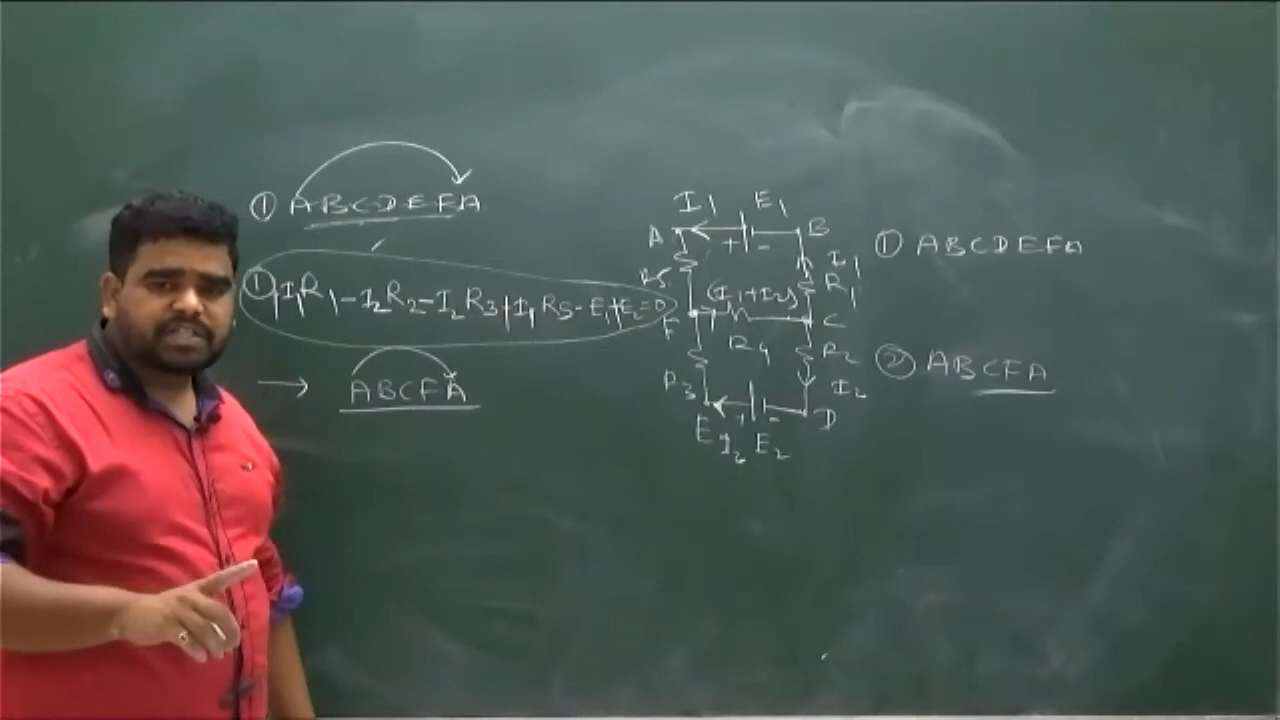 ① ABCDEFA
① +I₁R₁-I₂R₂-I₂R₃+I₁R₅-E₁+E₂=0
→ ABCFA
I₁ E₁
A + - B
I₁
R₅ R₁
(I₁+I₂)
F C
R₄ R₂
R₃ I₂
+ - D
E
I₂ E₂
① ABCDEFA
② ABCFA